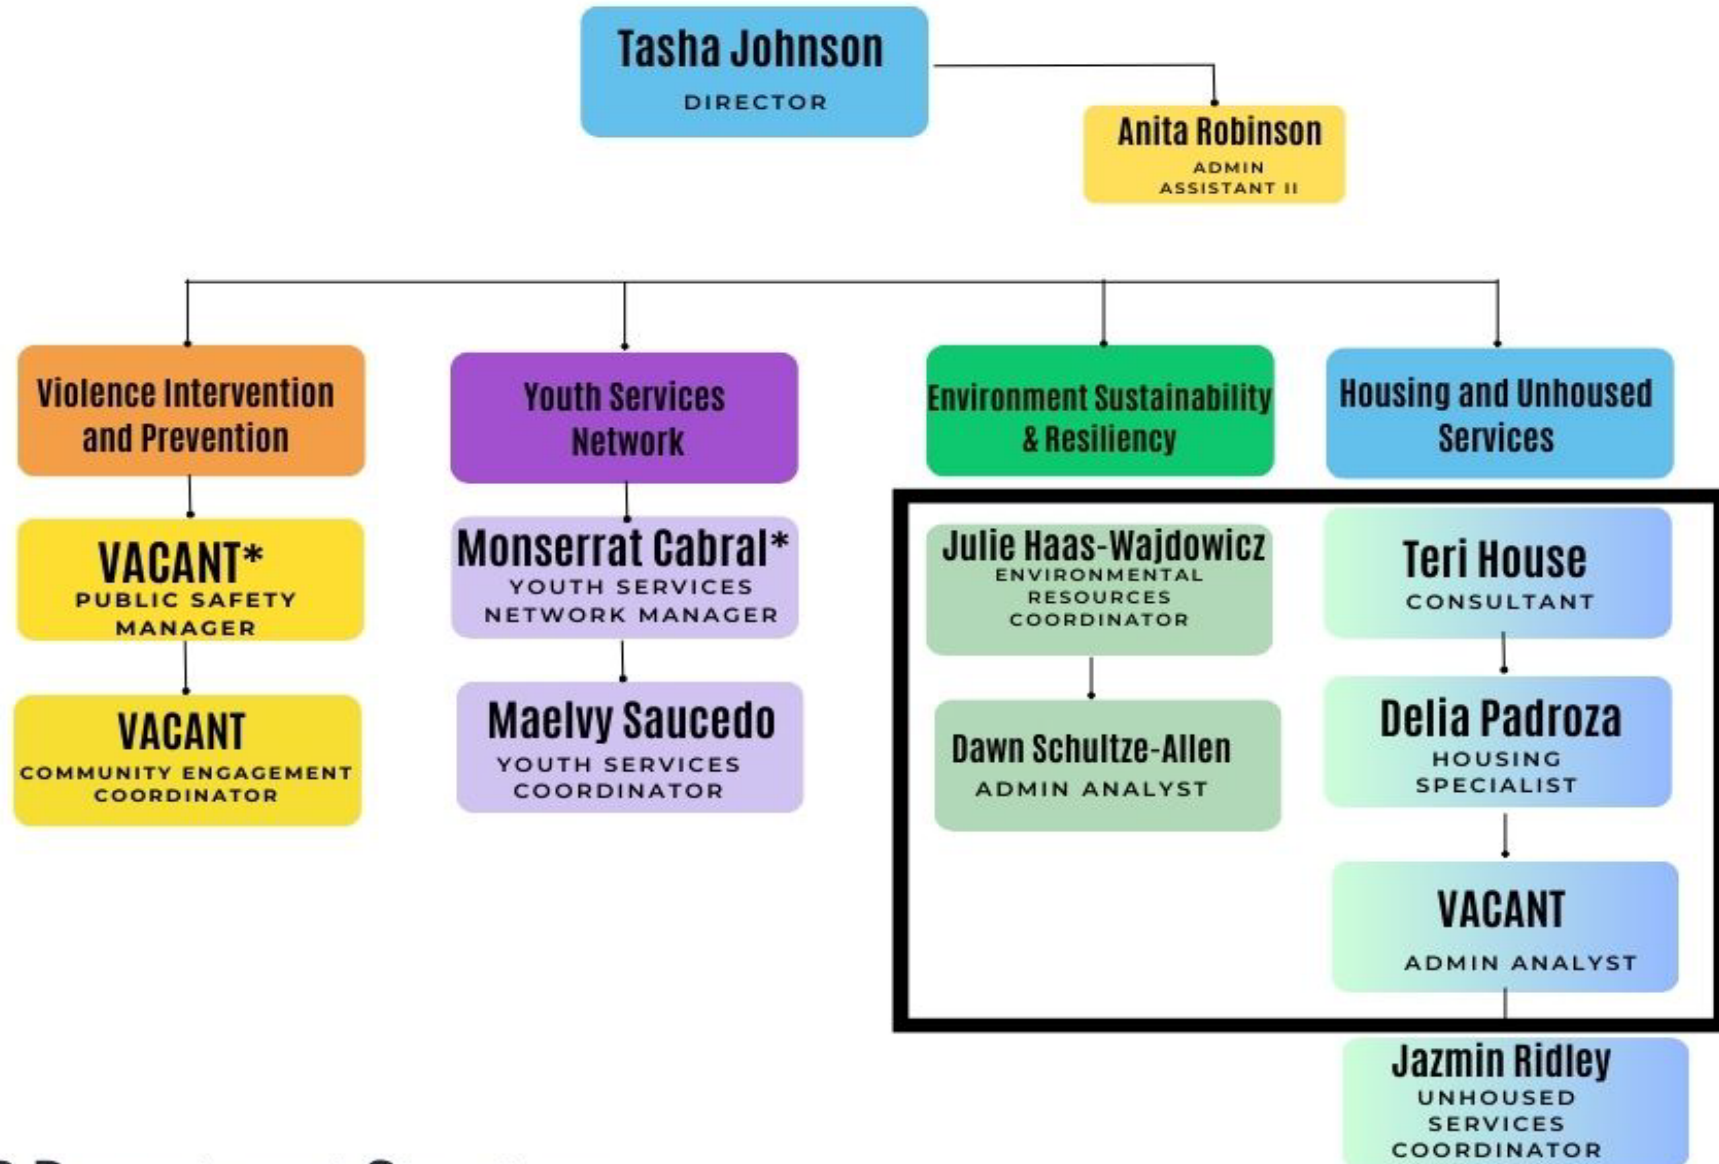 Tasha Johnson
DIRECTOR
Anita Robinson
ADMIN
ASSISTANT II
Violence Intervention
and Prevention
VACANT*
PUBLIC SAFETY
MANAGER
VACANT
COMMUNITY ENGAGEMENT
COORDINATOR
Youth Services
Network
Monserrat Cabral*
YOUTH SERVICES
NETWORK MANAGER
Maelvy Saucedo
YOUTH SERVICES
COORDINATOR
Environment Sustainability
& Resiliency
Julie Haas-Wajdowicz
ENVIRONMENTAL
RESOURCES
COORDINATOR
Dawn Schultze-Allen
ADMIN ANALYST
Housing and Unhoused
Services
Teri House
CONSULTANT
Delia Padroza
HOUSING
SPECIALIST
VACANT
ADMIN ANALYST
Jazmin Ridley
UNHOUSED
SERVICES
COORDINATOR